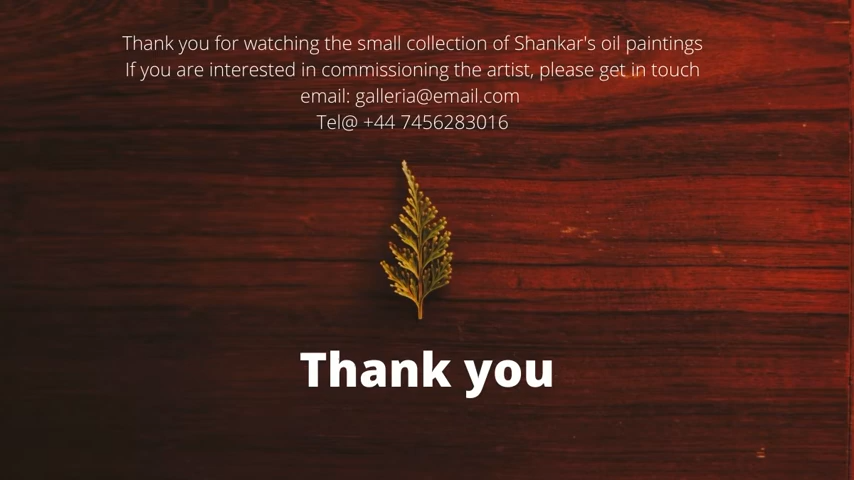 Thank you for watching the small collection of Shankar's oil paintings
If you are interested in commissioning the artist, please get in touch
email: galleria@email.com
Tel@ +44 7456283016
Thank you